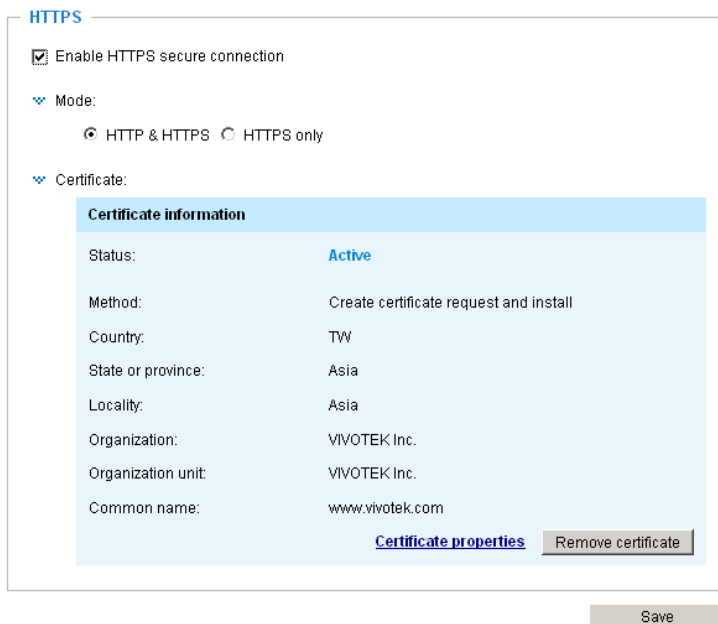 HTTPS
Enable HTTPS secure connection
Mode:
HTTP & HTTPS HTTPS only
Certificate:
Certificate information
Status: Active
Method: Create certificate request and install
Country: TW
State or province: Asia
Locality: Asia
Organization: VIVOTEK Inc.
Organization unit: VIVOTEK Inc.
Common name: www.vivotek.com
Certificate properties Remove certificate
Save